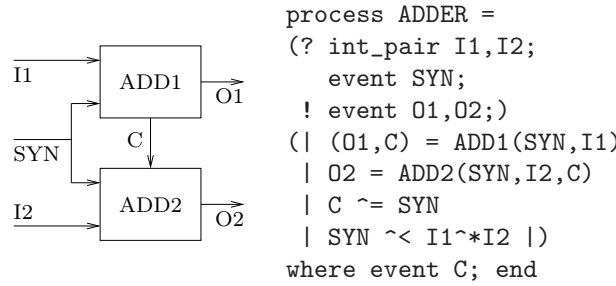 I1
ADD1
O1
SYN
C
I2
ADD2
O2
process ADDER =
(? int_pair I1,I2;
event SYN;
! event O1,O2;)
(| (O1,C) = ADD1(SYN,I1)
| O2 = ADD2(SYN,I2,C)
| C ^= SYN
| SYN ^< I1^*I2 |)
where event C; end